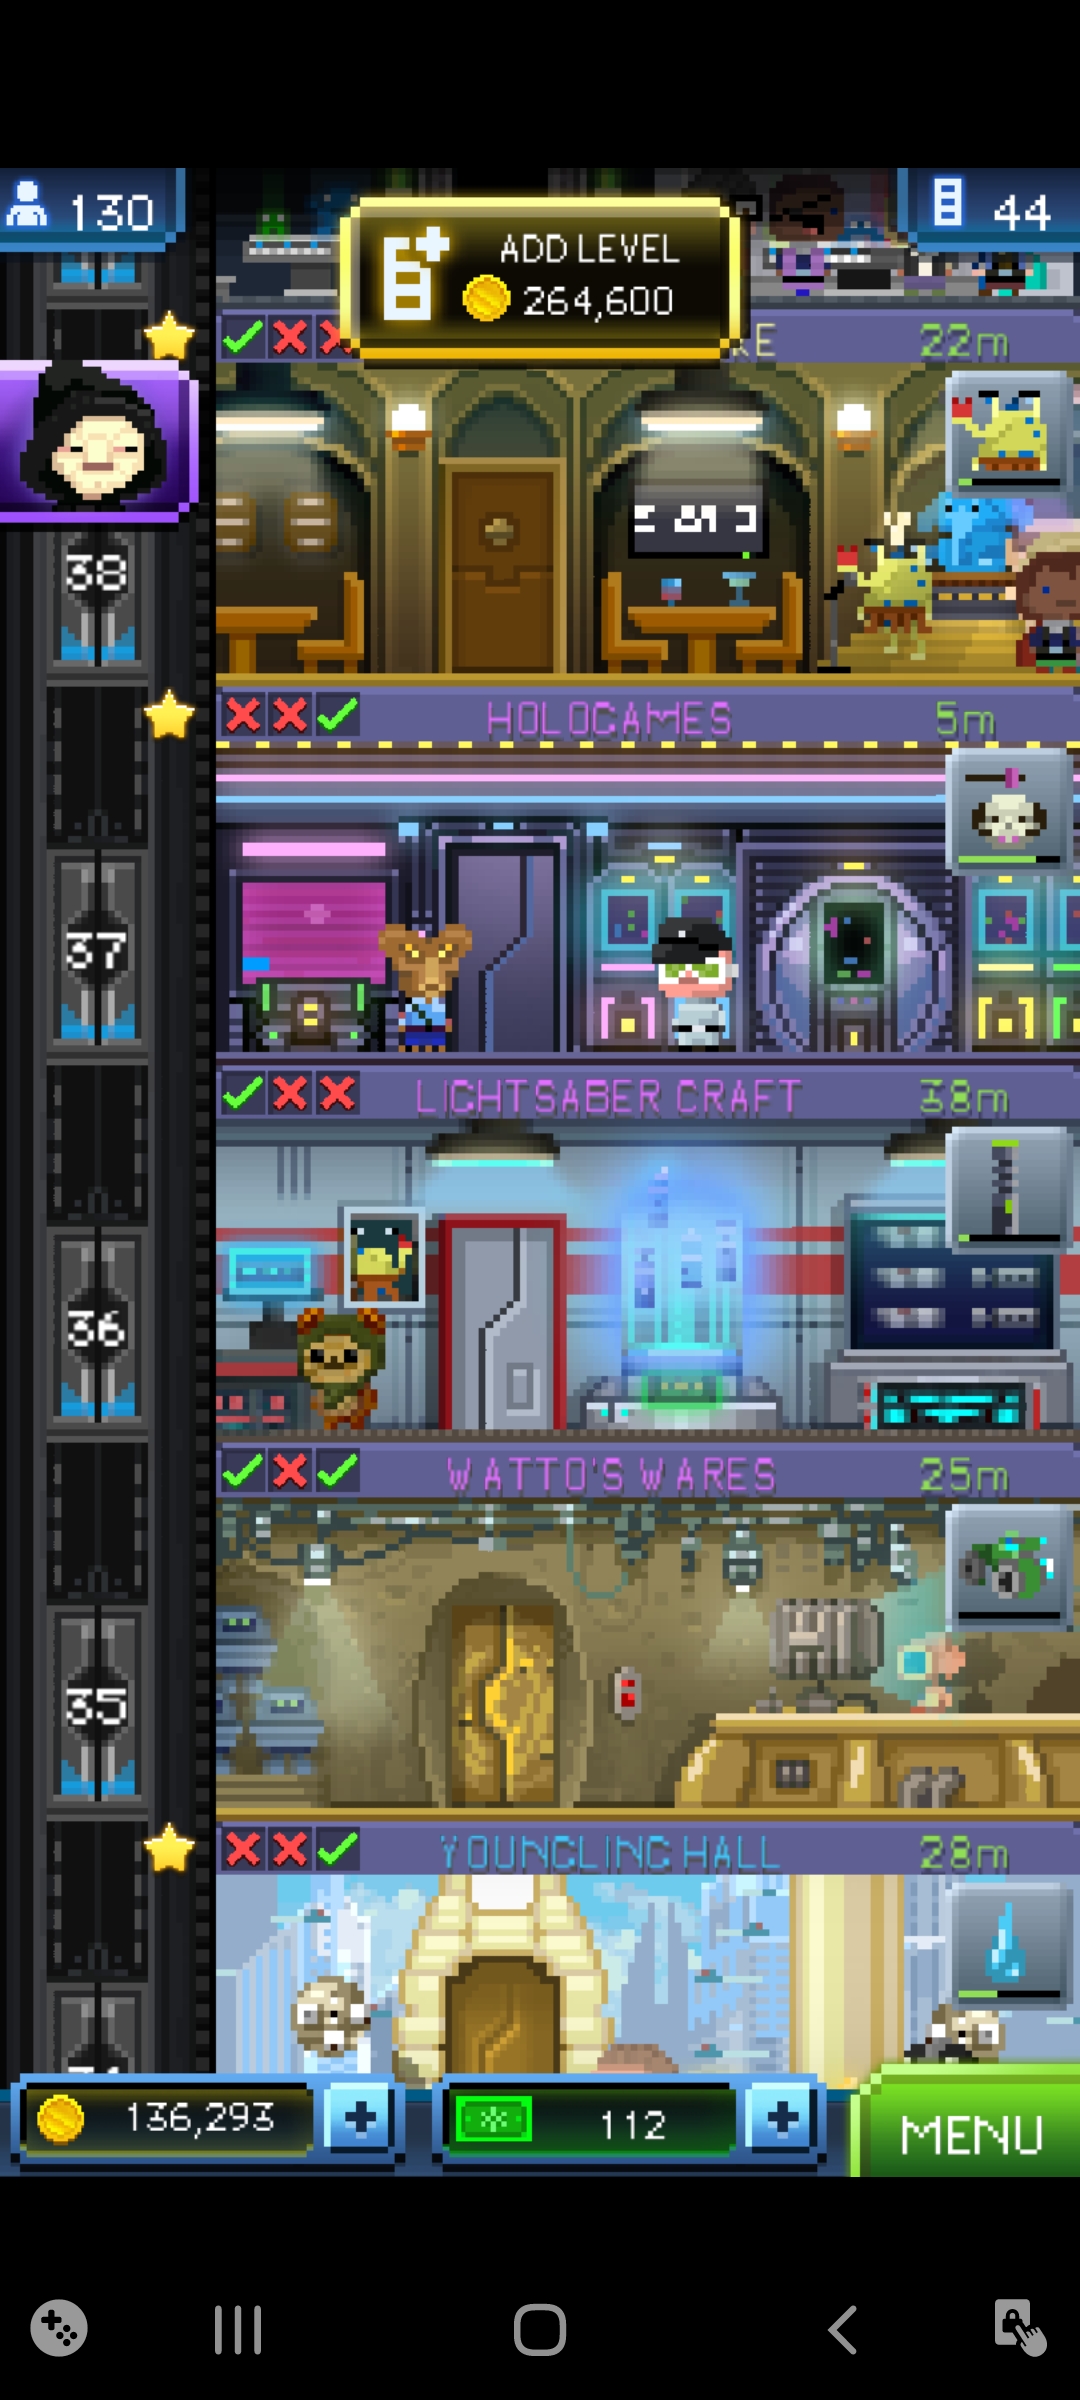 130
44
ADD LEVEL
264,600
22m
38
HOLOGAMES
5m
37
LIGHTSABER CRAFT
38m
36
WATTO'S WARES
25m
35
YOUNGLING HALL
28m
136,293
112
MENU